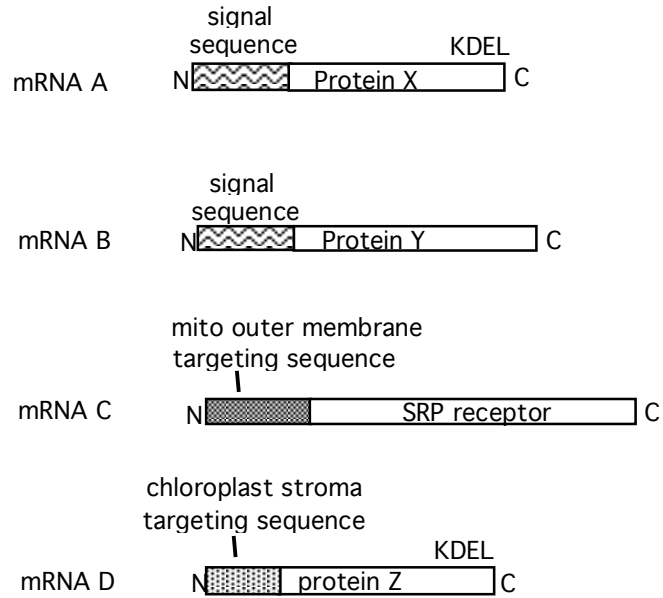 signal
sequence
KDEL
mRNA A
N
Protein X
C
signal
sequence
mRNA B
N
Protein Y
C
mito outer membrane
targeting sequence
mRNA C
N
SRP receptor
C
chloroplast stroma
targeting sequence
KDEL
mRNA D
N
protein Z
C